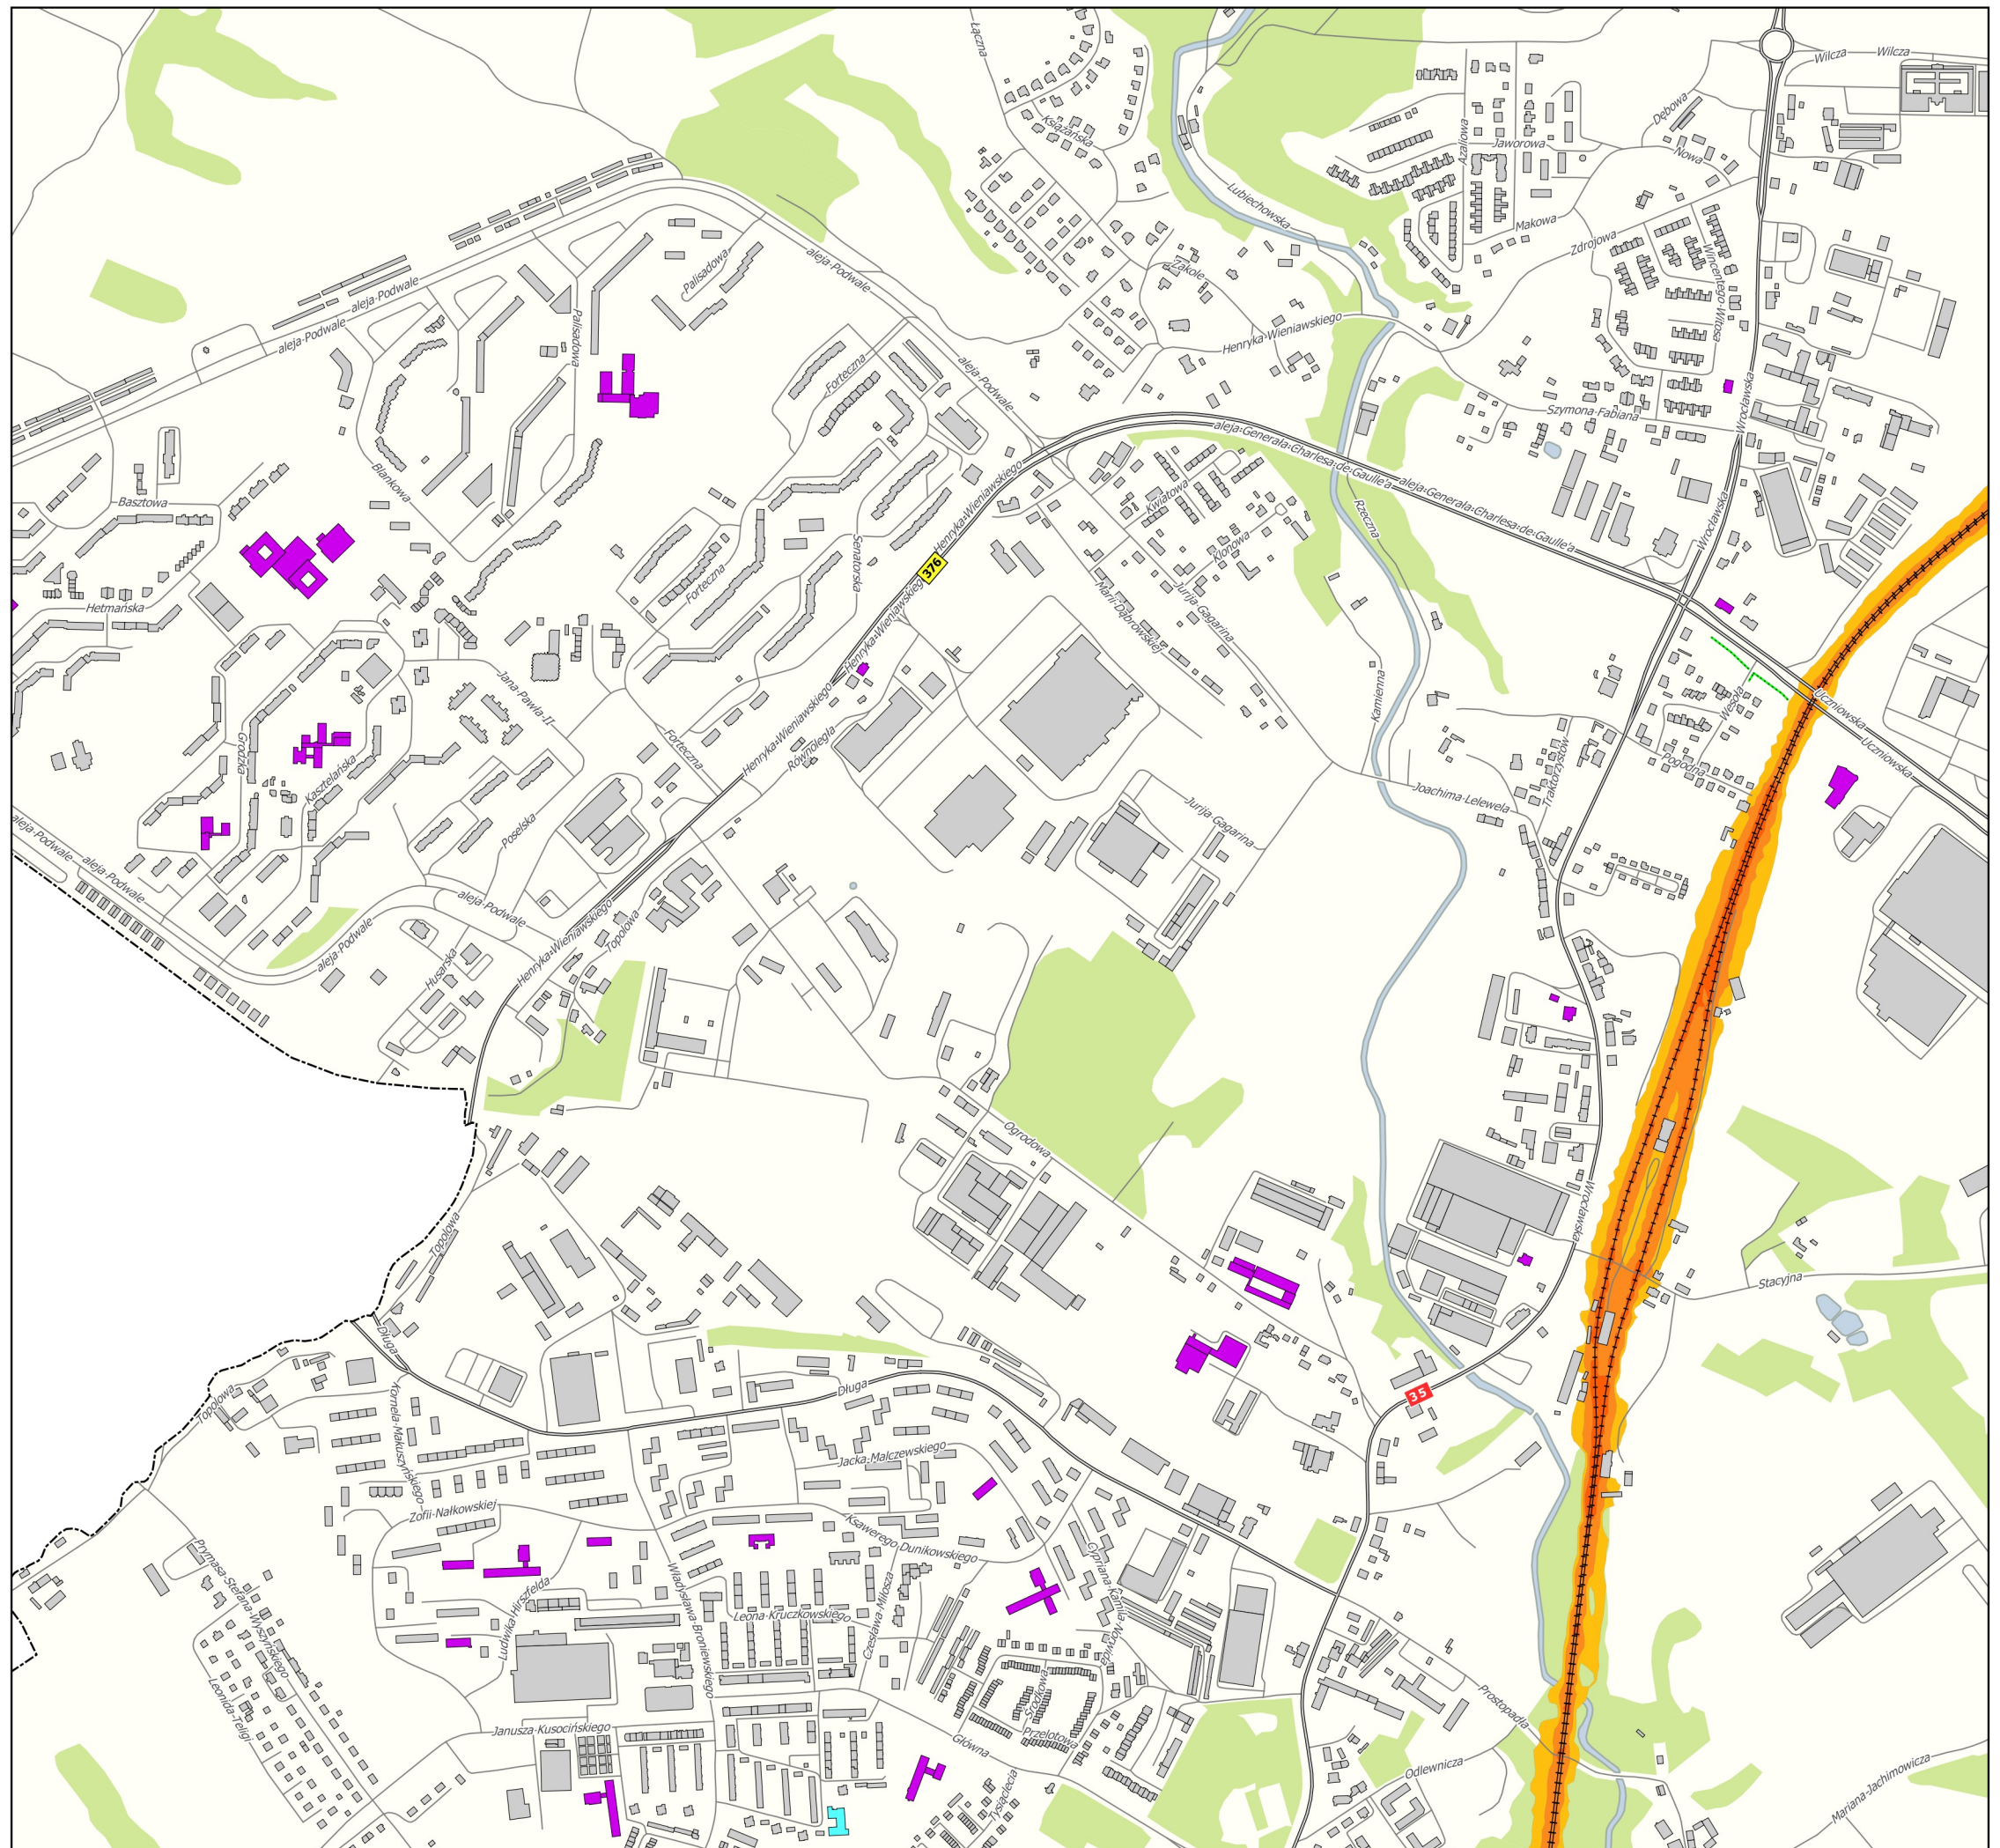 Łączna
Wilcza
Wilcza
Dębowa
Książańska
Azaliowa
Jaworowa
Nowa
Lubiechowska
Makowa
Zdrojowa
Palisadowa
aleja Podwale
Zakole
Wincentego Witosa
aleja Podwale
aleja Podwale
Palisadowa
Henryka Wieniawskiego
Forteczna
aleja Podwale
Wrocławska
Szymona Fabiana
aleja Generała Charlesa de Gaulle'a
aleja Generała Charlesa de Gaulle'a
Blankowa
Basztowa
Kwiatowa
Henryka Wieniawskiego
Rzeczna
Wrocławska
Klonowa
Senatorska
376
Forteczna
Hetmańska
Marii Dąbrowskiej
Jurija Gagarina
Henryka Wieniawskieg
Jana Pawła II
Kamienna
Wesoła
Uczniowska
Uczniowska
Henryka Wieniawskiego
Równoległa
Forteczna
Grodzka
Kasztelańska
Pogodna
Traktorzystów
Joachima Lelewela
Jurija Gagarina
Poselska
aleja Podwale
aleja Podwale
aleja Podwale
aleja Podwale
Henryka Wieniawskiego
Topolowa
Husarska
Ogrodowa
Wrocławska
Topolowa
Stacyjna
Długa
Topolowa
Kornela Makuszyńskiego
Długa
35
Jacka Malczewskiego
Zofii Nałkowskiej
Ksawerego Dunikowskiego
Prymasa Stefana Wyszyńskiego
Ludwika Hirszfelda
Władysława Broniewskiego
Leona Kruczkowskiego
Czesława Miłosza
Cypriana Kamila Norwida
Leonida Teligi
Środkowa
Przelotowa
Prostopadła
Janusza Kusocińskiego
Główna
Odlewnicza
Tysiąclecia
Mariana Jachimowicza